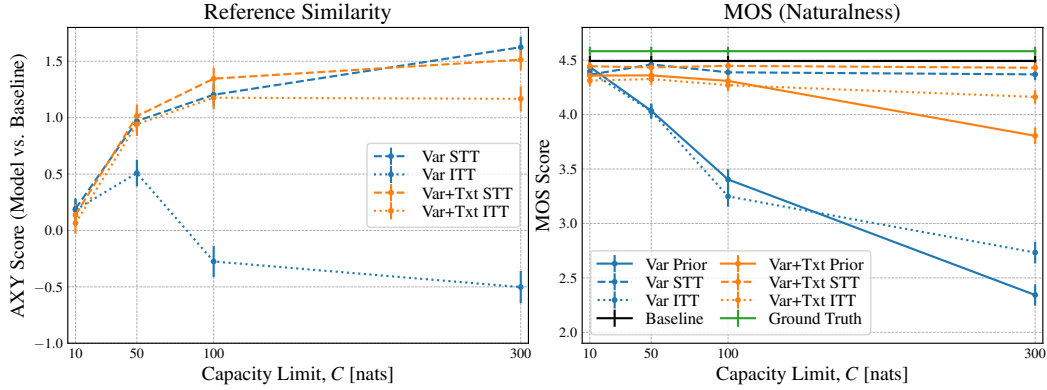 Reference Similarity
AXY Score (Model vs. Baseline)
1.5
1.0
0.5
0.0
−0.5
−1.0
10 50 100 300
Capacity Limit, C [nats]
Var STT
Var ITT
Var+Txt STT
Var+Txt ITT
MOS (Naturalness)
MOS Score
4.5
4.0
3.5
3.0
2.5
2.0
10 50 100 300
Capacity Limit, C [nats]
Var Prior
Var STT
Var ITT
Baseline
Var+Txt Prior
Var+Txt STT
Var+Txt ITT
Ground Truth